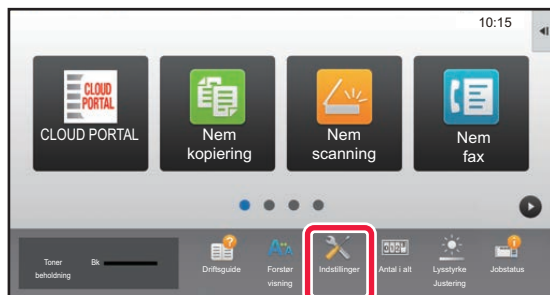 10:15
CLOUD
PORTAL
CLOUD PORTAL
Nem
kopiering
Nem
scanning
Nem
fax
Toner
beholdning
Bk
Driftsguide
Forstør
visning
Indstillinger
Antal i alt
Lysstyrke
Justering
Jobstatus